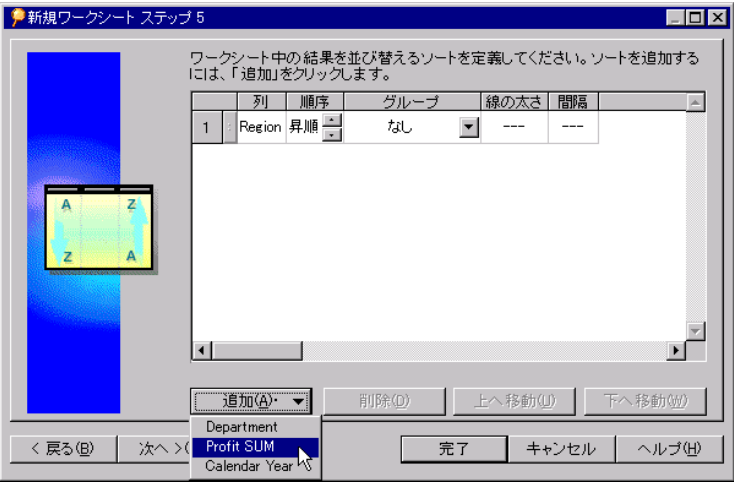 新規ワークシート ステップ 5
ワークシート中の結果を並び替えるソートを定義してください。ソートを追加する
には、「追加」をクリックします。
列 順序 グループ 線の太さ 間隔
1 Region 昇順 なし --- ---
A Z
Z A
追加(A)・ 削除(D) 上へ移動(U) 下へ移動(W)
Department
Profit SUM
Calendar Year
< 戻る(B) 次へ >( 完了 キャンセル ヘルプ(H)